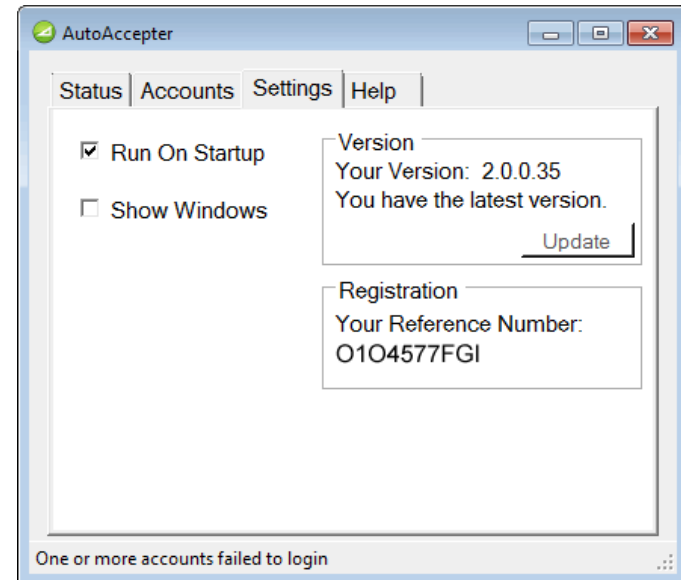 AutoAccepter
Status
Accounts
Settings
Help
Run On Startup
Show Windows
Version
Your Version: 2.0.0.35
You have the latest version.
Update
Registration
Your Reference Number:
O1O4577FGI
One or more accounts failed to login